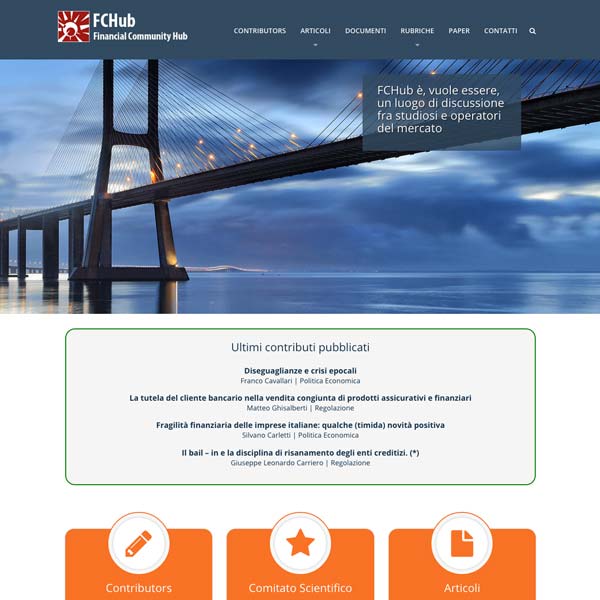 FCHub
Financial Community Hub
CONTRIBUTORS ARTICOLI DOCUMENTI RUBRICHE PAPER CONTATTI
FCHub è, vuole essere,
un luogo di discussione
fra studiosi e operatori
del mercato
Ultimi contributi pubblicati
Diseguaglianze e crisi epocali
Franco Cavallari | Politica Economica
La tutela del cliente bancario nella vendita congiunta di prodotti assicurativi e finanziari
Matteo Ghisalberti | Regolazione
Fragilità finanziaria delle imprese italiane: qualche (timida) novità positiva
Silvano Carletti | Politica Economica
Il bail – in e la disciplina di risanamento degli enti creditizi. (*)
Giuseppe Leonardo Carriero | Regolazione
Contributors
Comitato Scientifico
Articoli